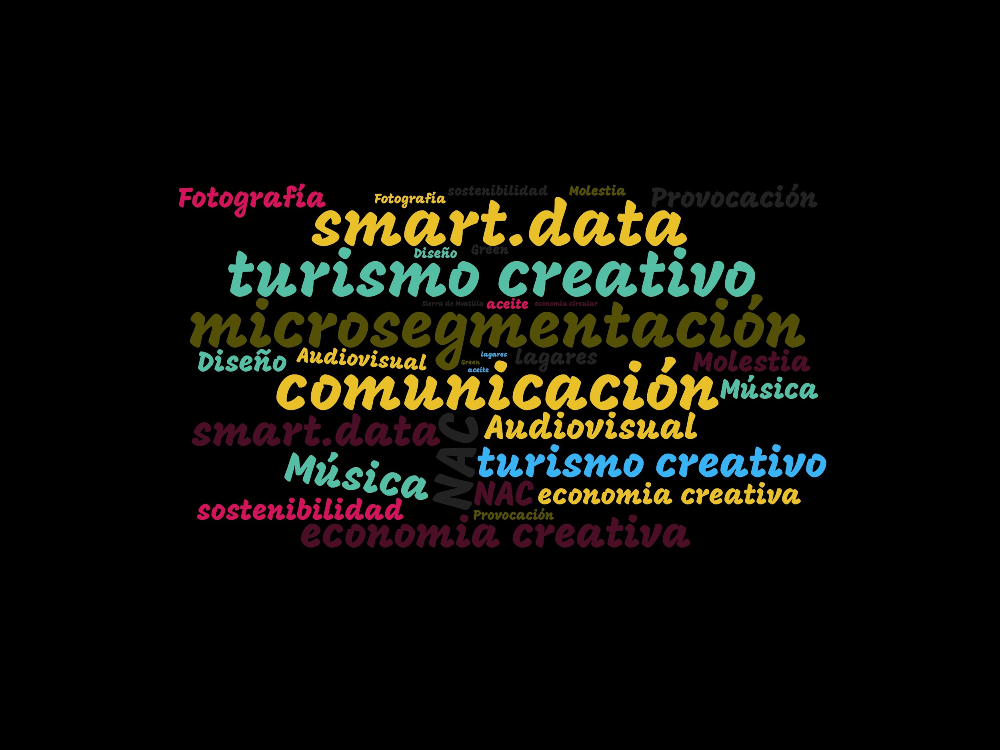 Fotografía
Fotografía
sostenibilidad
Molestia
Provocación
smart.data
Diseño
Green
turismo creativo
Sierra de Montilla
aceite
economía circular
microsegmentación
Diseño
Audiovisual
lagares
Green
aceite
lagares
Molestia
comunicación
Música
smart.data
NAC
Audiovisual
turismo creativo
Música
NAC
economia creativa
sostenibilidad
Provocación
economia creativa